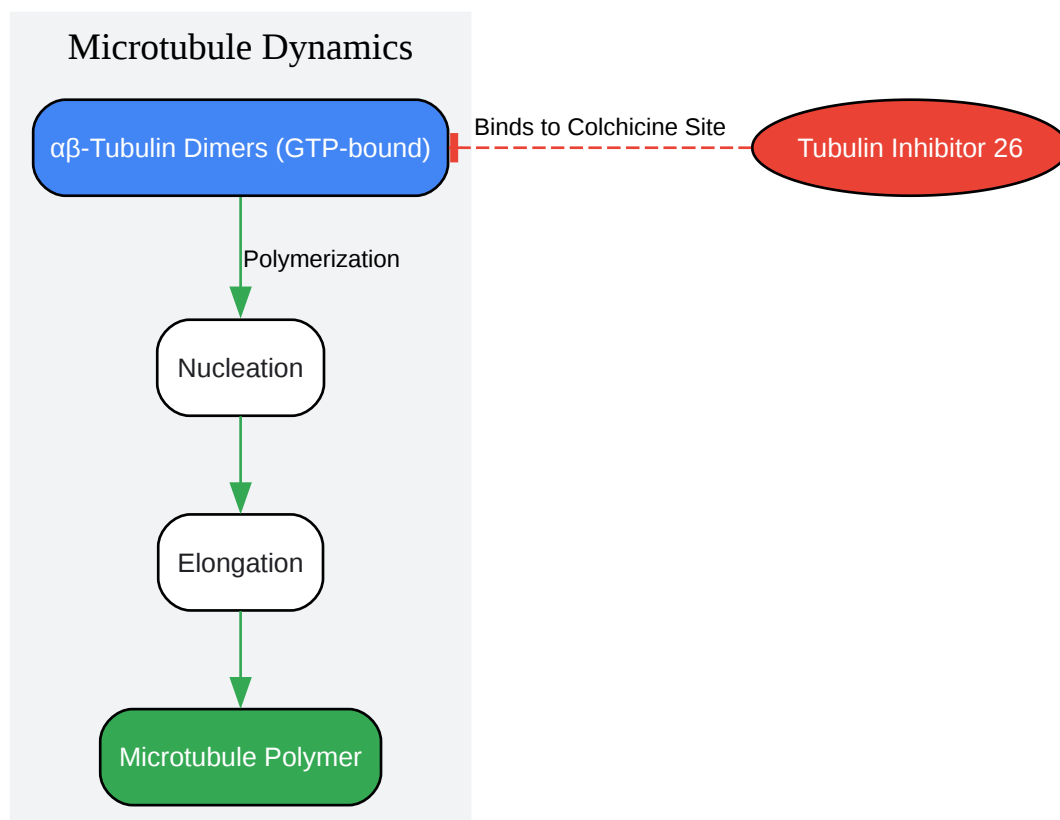 Microtubule Dynamics
αβ-Tubulin Dimers (GTP-bound)
Binds to Colchicine Site
Tubulin Inhibitor 26
Polymerization
Nucleation
Elongation
Microtubule Polymer